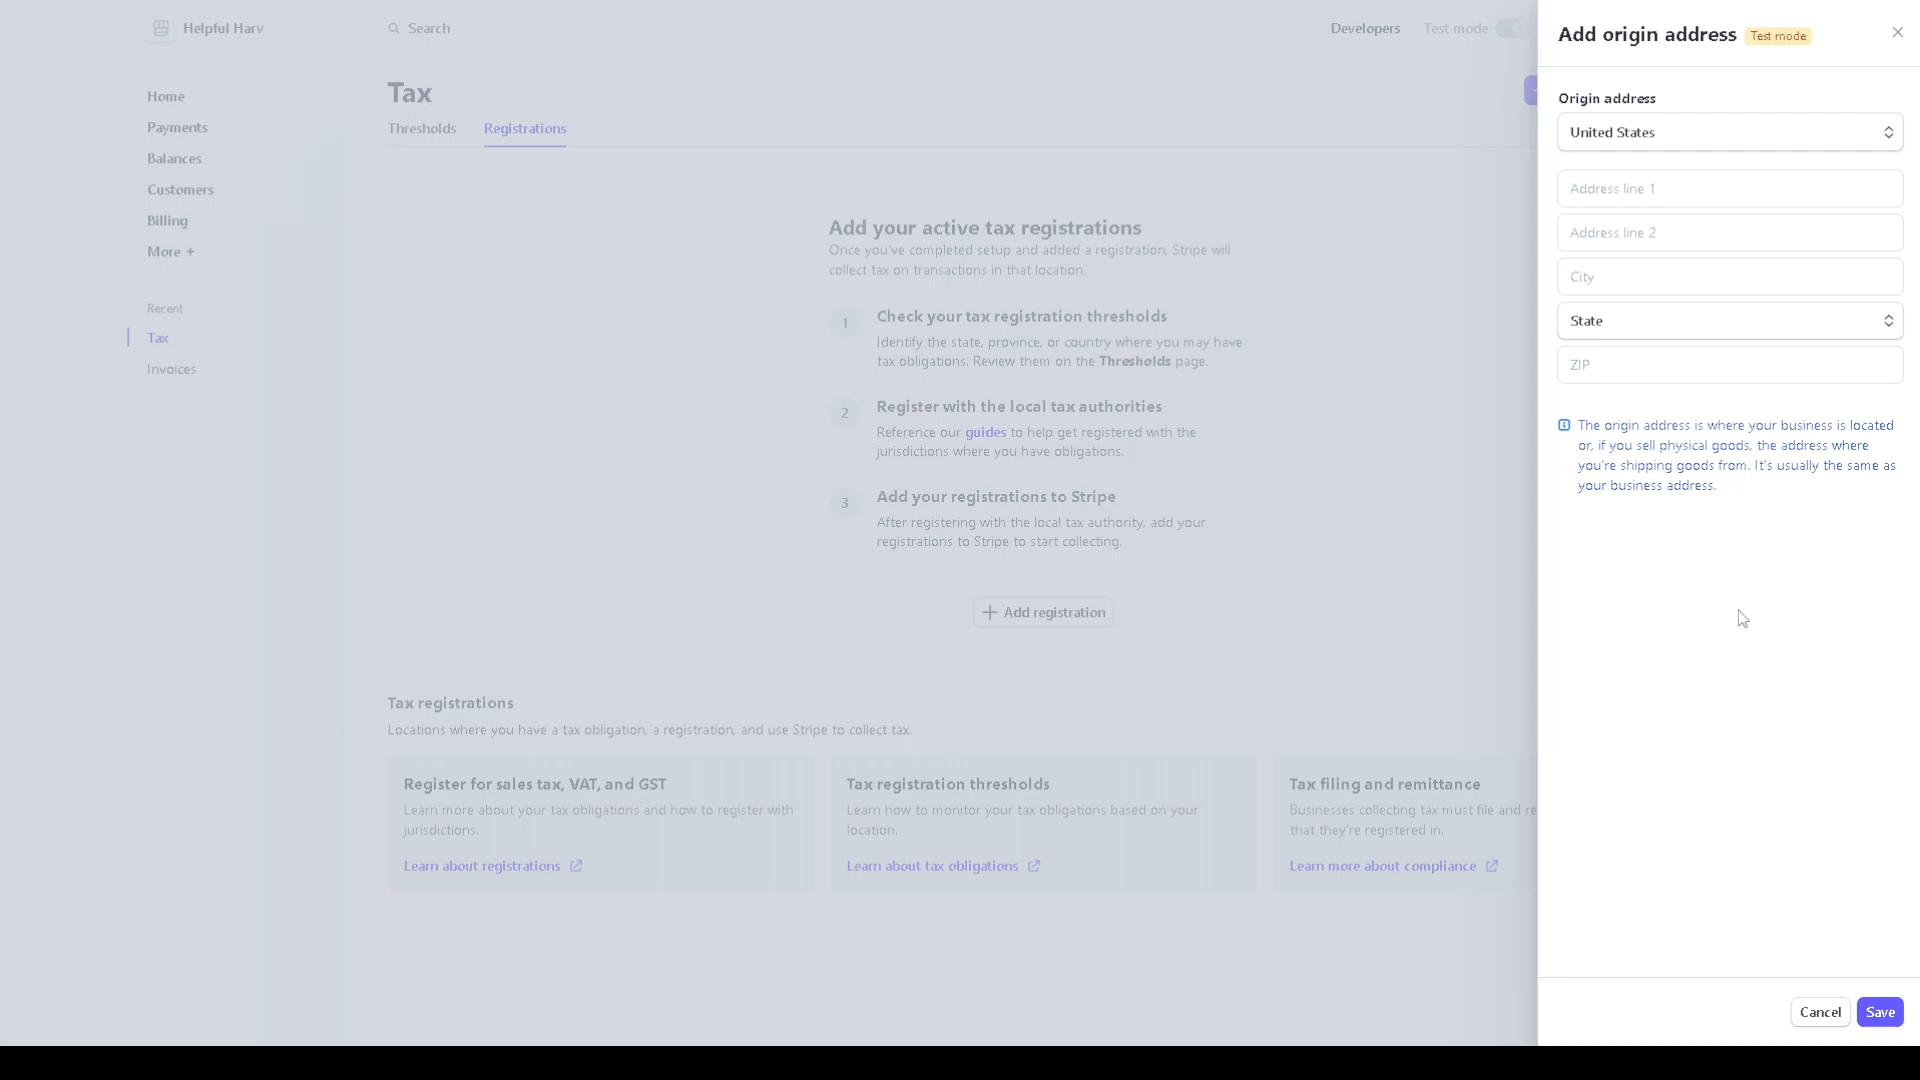 Helpful Harv
Search
Developers
Test mode
Home
Payments
Balances
Customers
Billing
More +
Recent
Tax
Invoices
Tax
Thresholds
Registrations
Add your active tax registrations
Once you've completed setup and added a registration, Stripe will
collect tax on transactions in that location.
1
Check your tax registration thresholds
Identify the state, province, or country where you may have
tax obligations. Review them on the Thresholds page.
2
Register with the local tax authorities
Reference our guides to help get registered with the
jurisdictions where you have obligations.
3
Add your registrations to Stripe
After registering with the local tax authority, add your
registrations to Stripe to start collecting.
Add registration
Tax registrations
Locations where you have a tax obligation, a registration, and use Stripe to collect tax.
Register for sales tax, VAT, and GST
Learn more about your tax obligations and how to register with
jurisdictions.
Learn about registrations
Tax registration thresholds
Learn how to monitor your tax obligations based on your
location.
Learn about tax obligations
Tax filing and remittance
Businesses collecting tax must file and re
that they're registered in.
Learn more about compliance
Add origin address
Test mode
Origin address
United States
Address line 1
Address line 2
City
State
ZIP
The origin address is where your business is located
or, if you sell physical goods, the address where
you're shipping goods from. It's usually the same as
your business address.
Cancel
Save